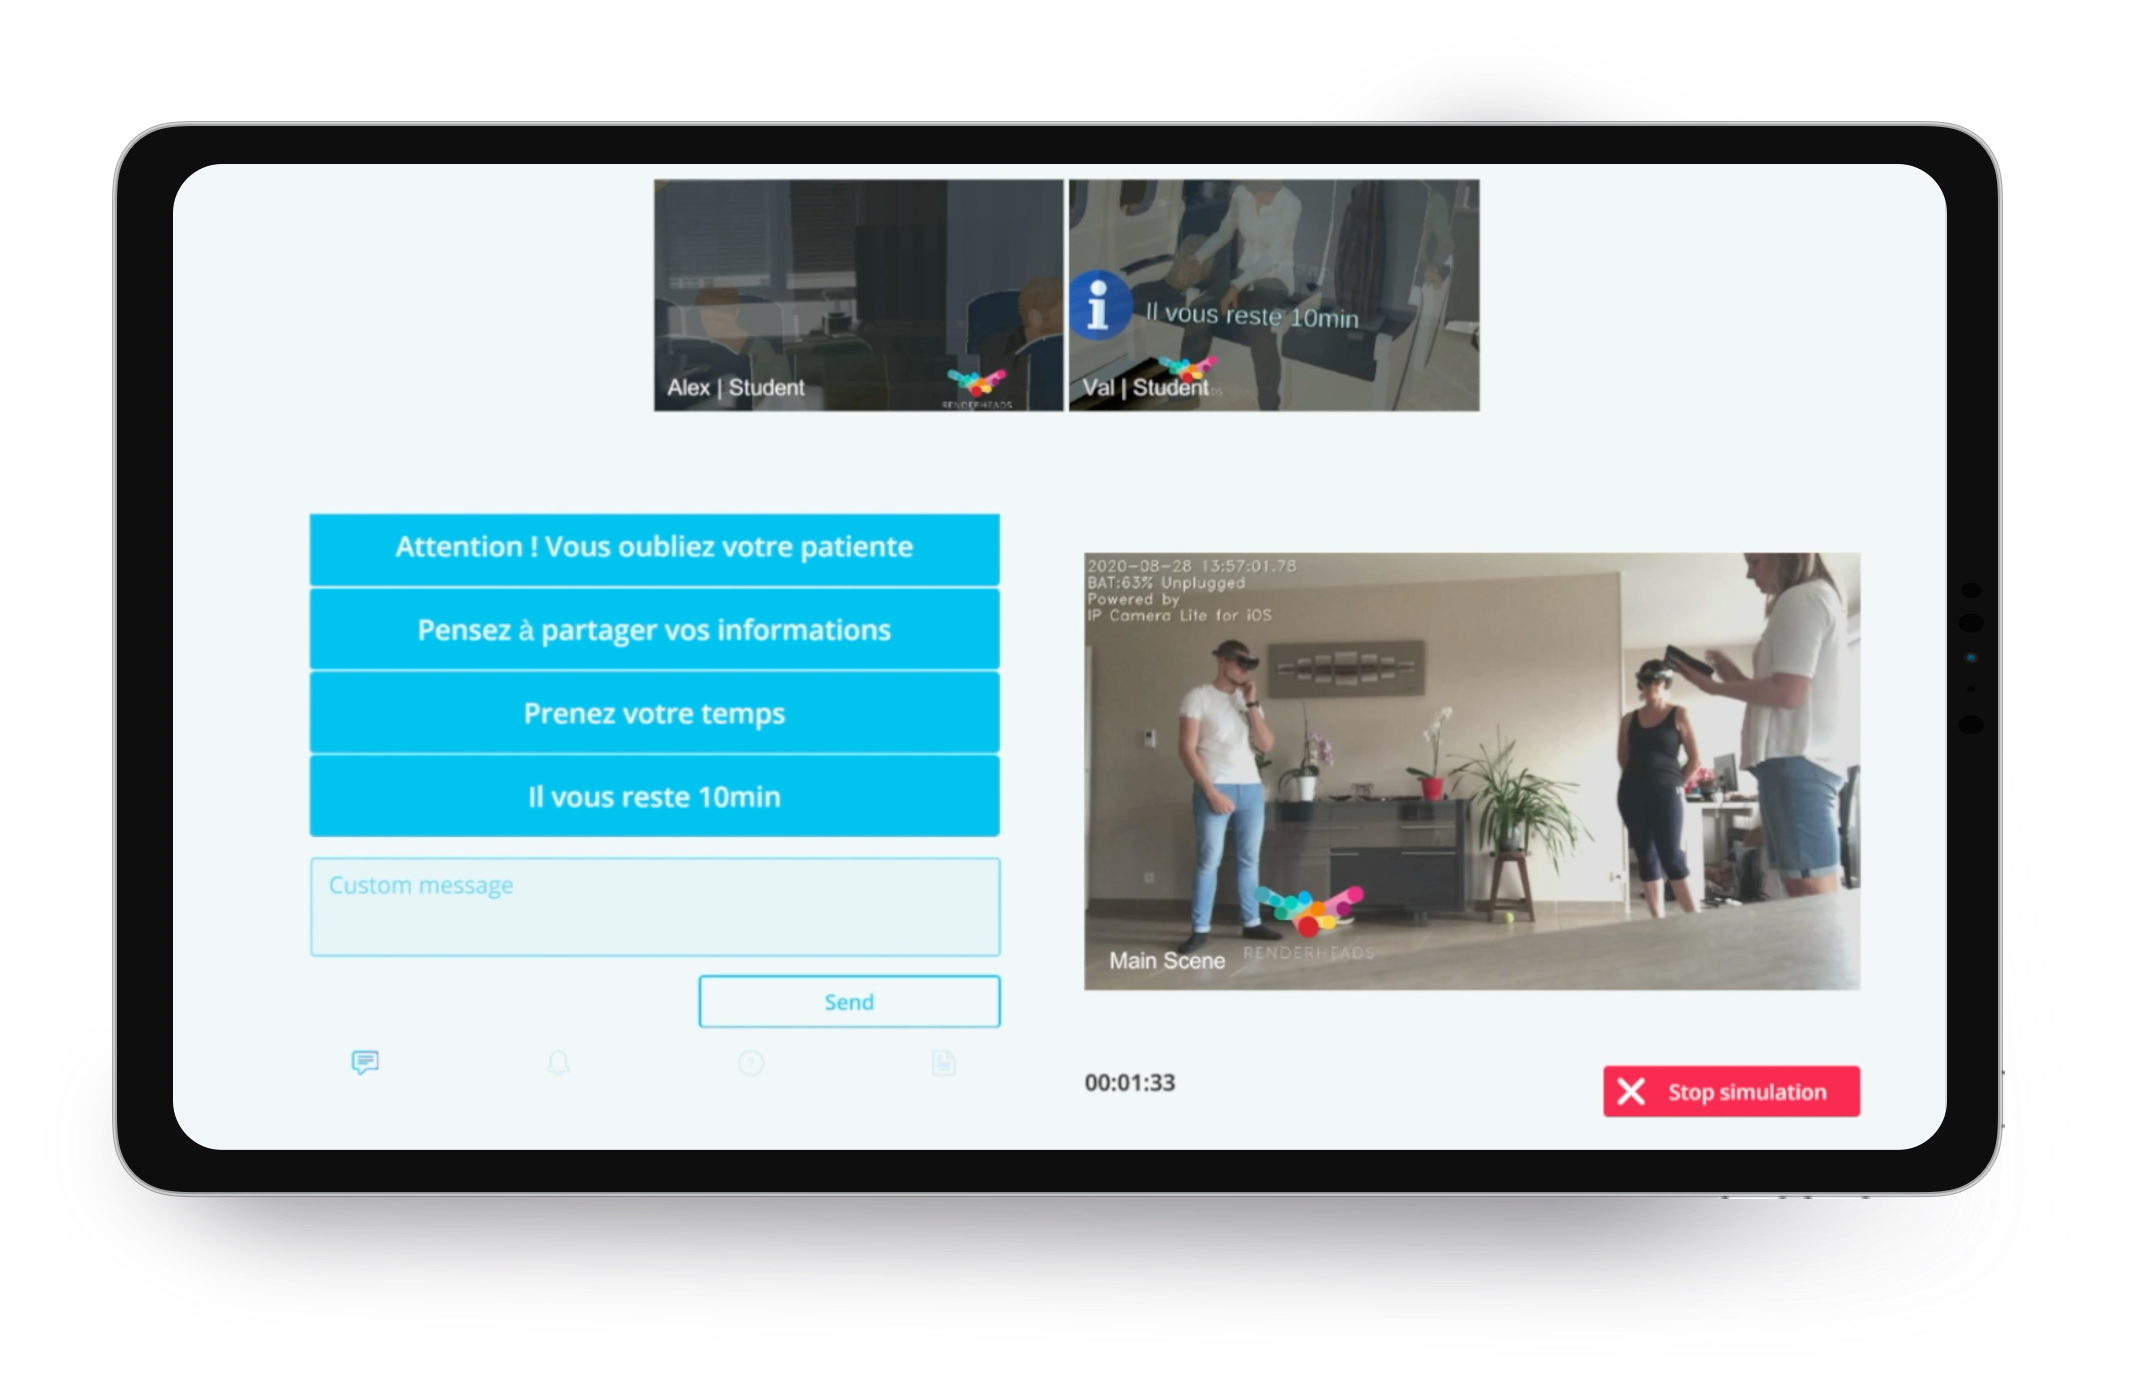 Il vous reste 10min
Alex | Student
RENDERHEADS
Val | Student
Attention ! Vous oubliez votre patiente
Pensez à partager vos informations
Prenez votre temps
Il vous reste 10min
Custom message
Send
2020-08-28 13:57:01.78
BAT:63% Unplugged
Powered by
IP Camera Lite for iOS
Main Scene
RENDERHEADS
00:01:33
Stop simulation